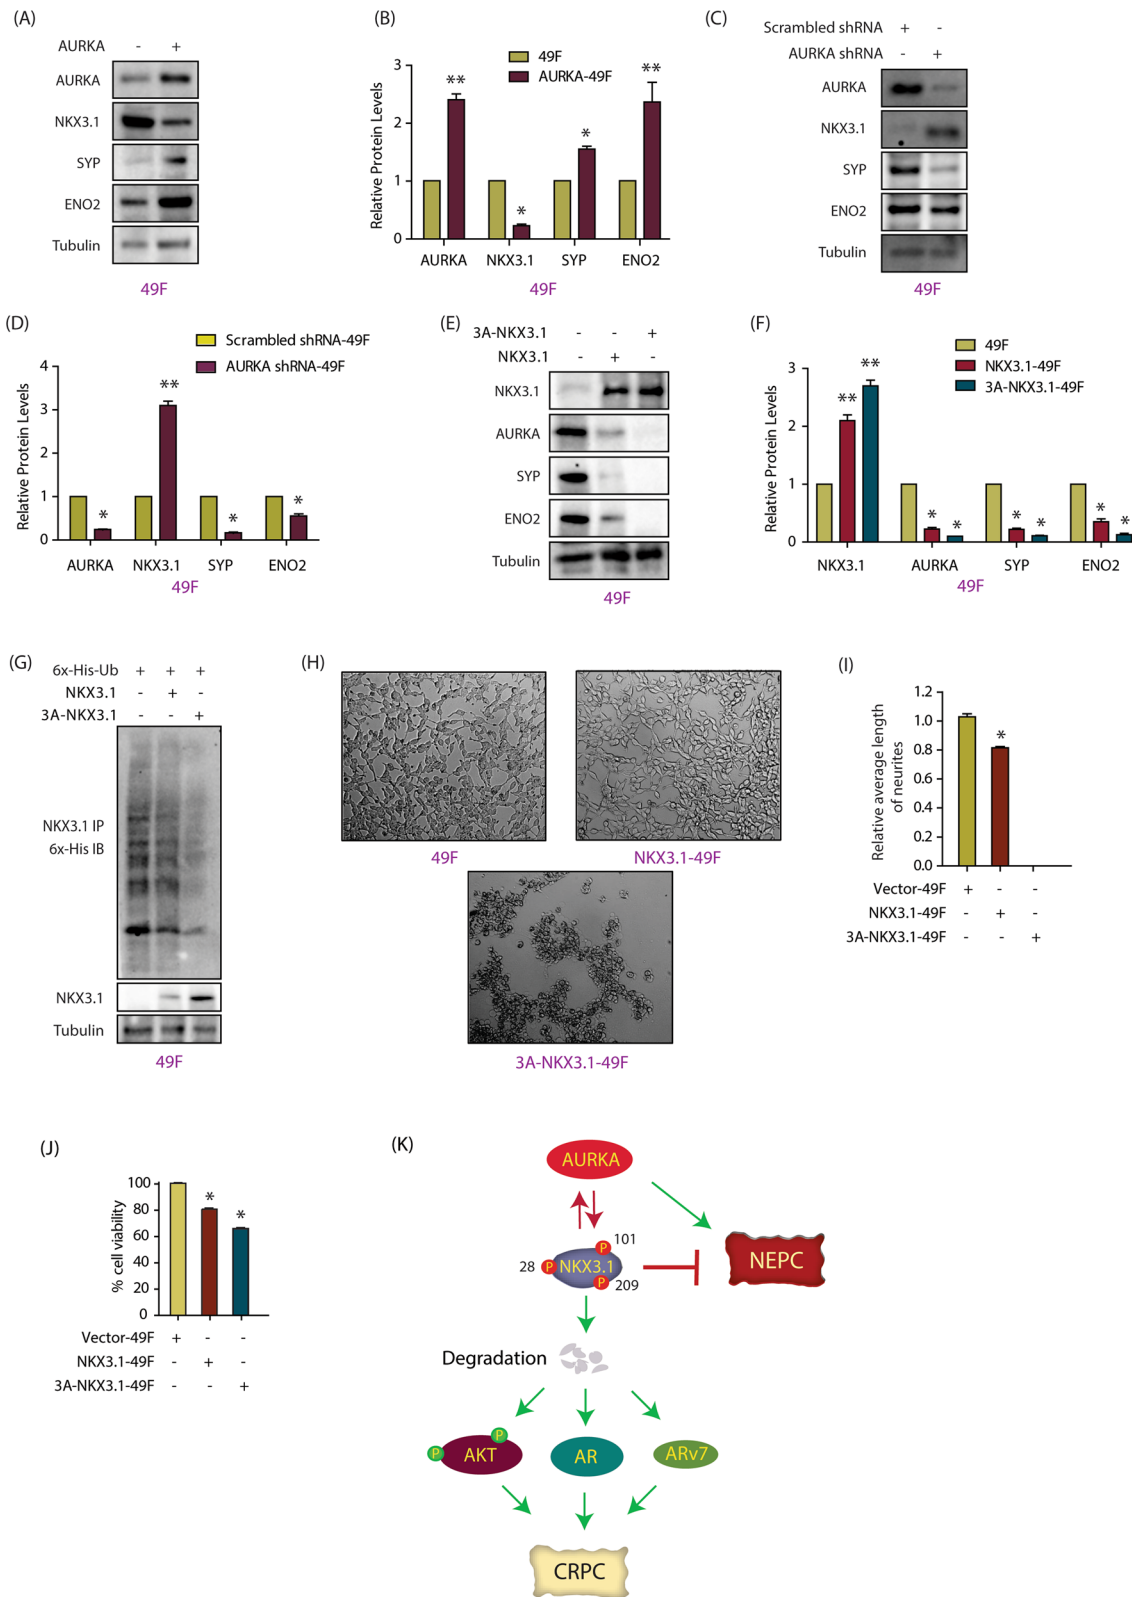 (A)
AURKA - +
AURKA
NKX3.1
SYP
ENO2
Tubulin
49F
(B)
49F
AURKA-49F
Relative Protein Levels
3
2
1
0
**
*
*
**
AURKA NKX3.1 SYP ENO2
49F
(C)
Scrambled shRNA + -
AURKA shRNA - +
AURKA
NKX3.1
SYP
ENO2
Tubulin
49F
(D)
Scrambled shRNA-49F
AURKA shRNA-49F
Relative Protein Levels
4
3
2
1
0
*
**
*
*
AURKA NKX3.1 SYP ENO2
49F
(E)
3A-NKX3.1 - - +
NKX3.1 - + -
NKX3.1
AURKA
SYP
ENO2
Tubulin
49F
(F)
49F
NKX3.1-49F
3A-NKX3.1-49F
Relative Protein Levels
3
2
1
0
** **
* *
* *
* *
NKX3.1 AURKA SYP ENO2
49F
(G)
6x-His-Ub + + +
NKX3.1 - + -
3A-NKX3.1 - - +
NKX3.1 IP
6x-His IB
NKX3.1
Tubulin
49F
(H)
49F
NKX3.1-49F
3A-NKX3.1-49F
(I)
Relative average length
of neurites
1.2
1.0
0.8
0.6
0.4
0.2
0.0
*
Vector-49F + - -
NKX3.1-49F - + -
3A-NKX3.1-49F - - +
(J)
% cell viability
100
80
60
40
20
0
*
*
Vector-49F + - -
NKX3.1-49F - + -
3A-NKX3.1-49F - - +
(K)
AURKA
NEPC
P 101
28 P NKX3.1
P 209
Degradation
P
P AKT
AR
ARv7
CRPC